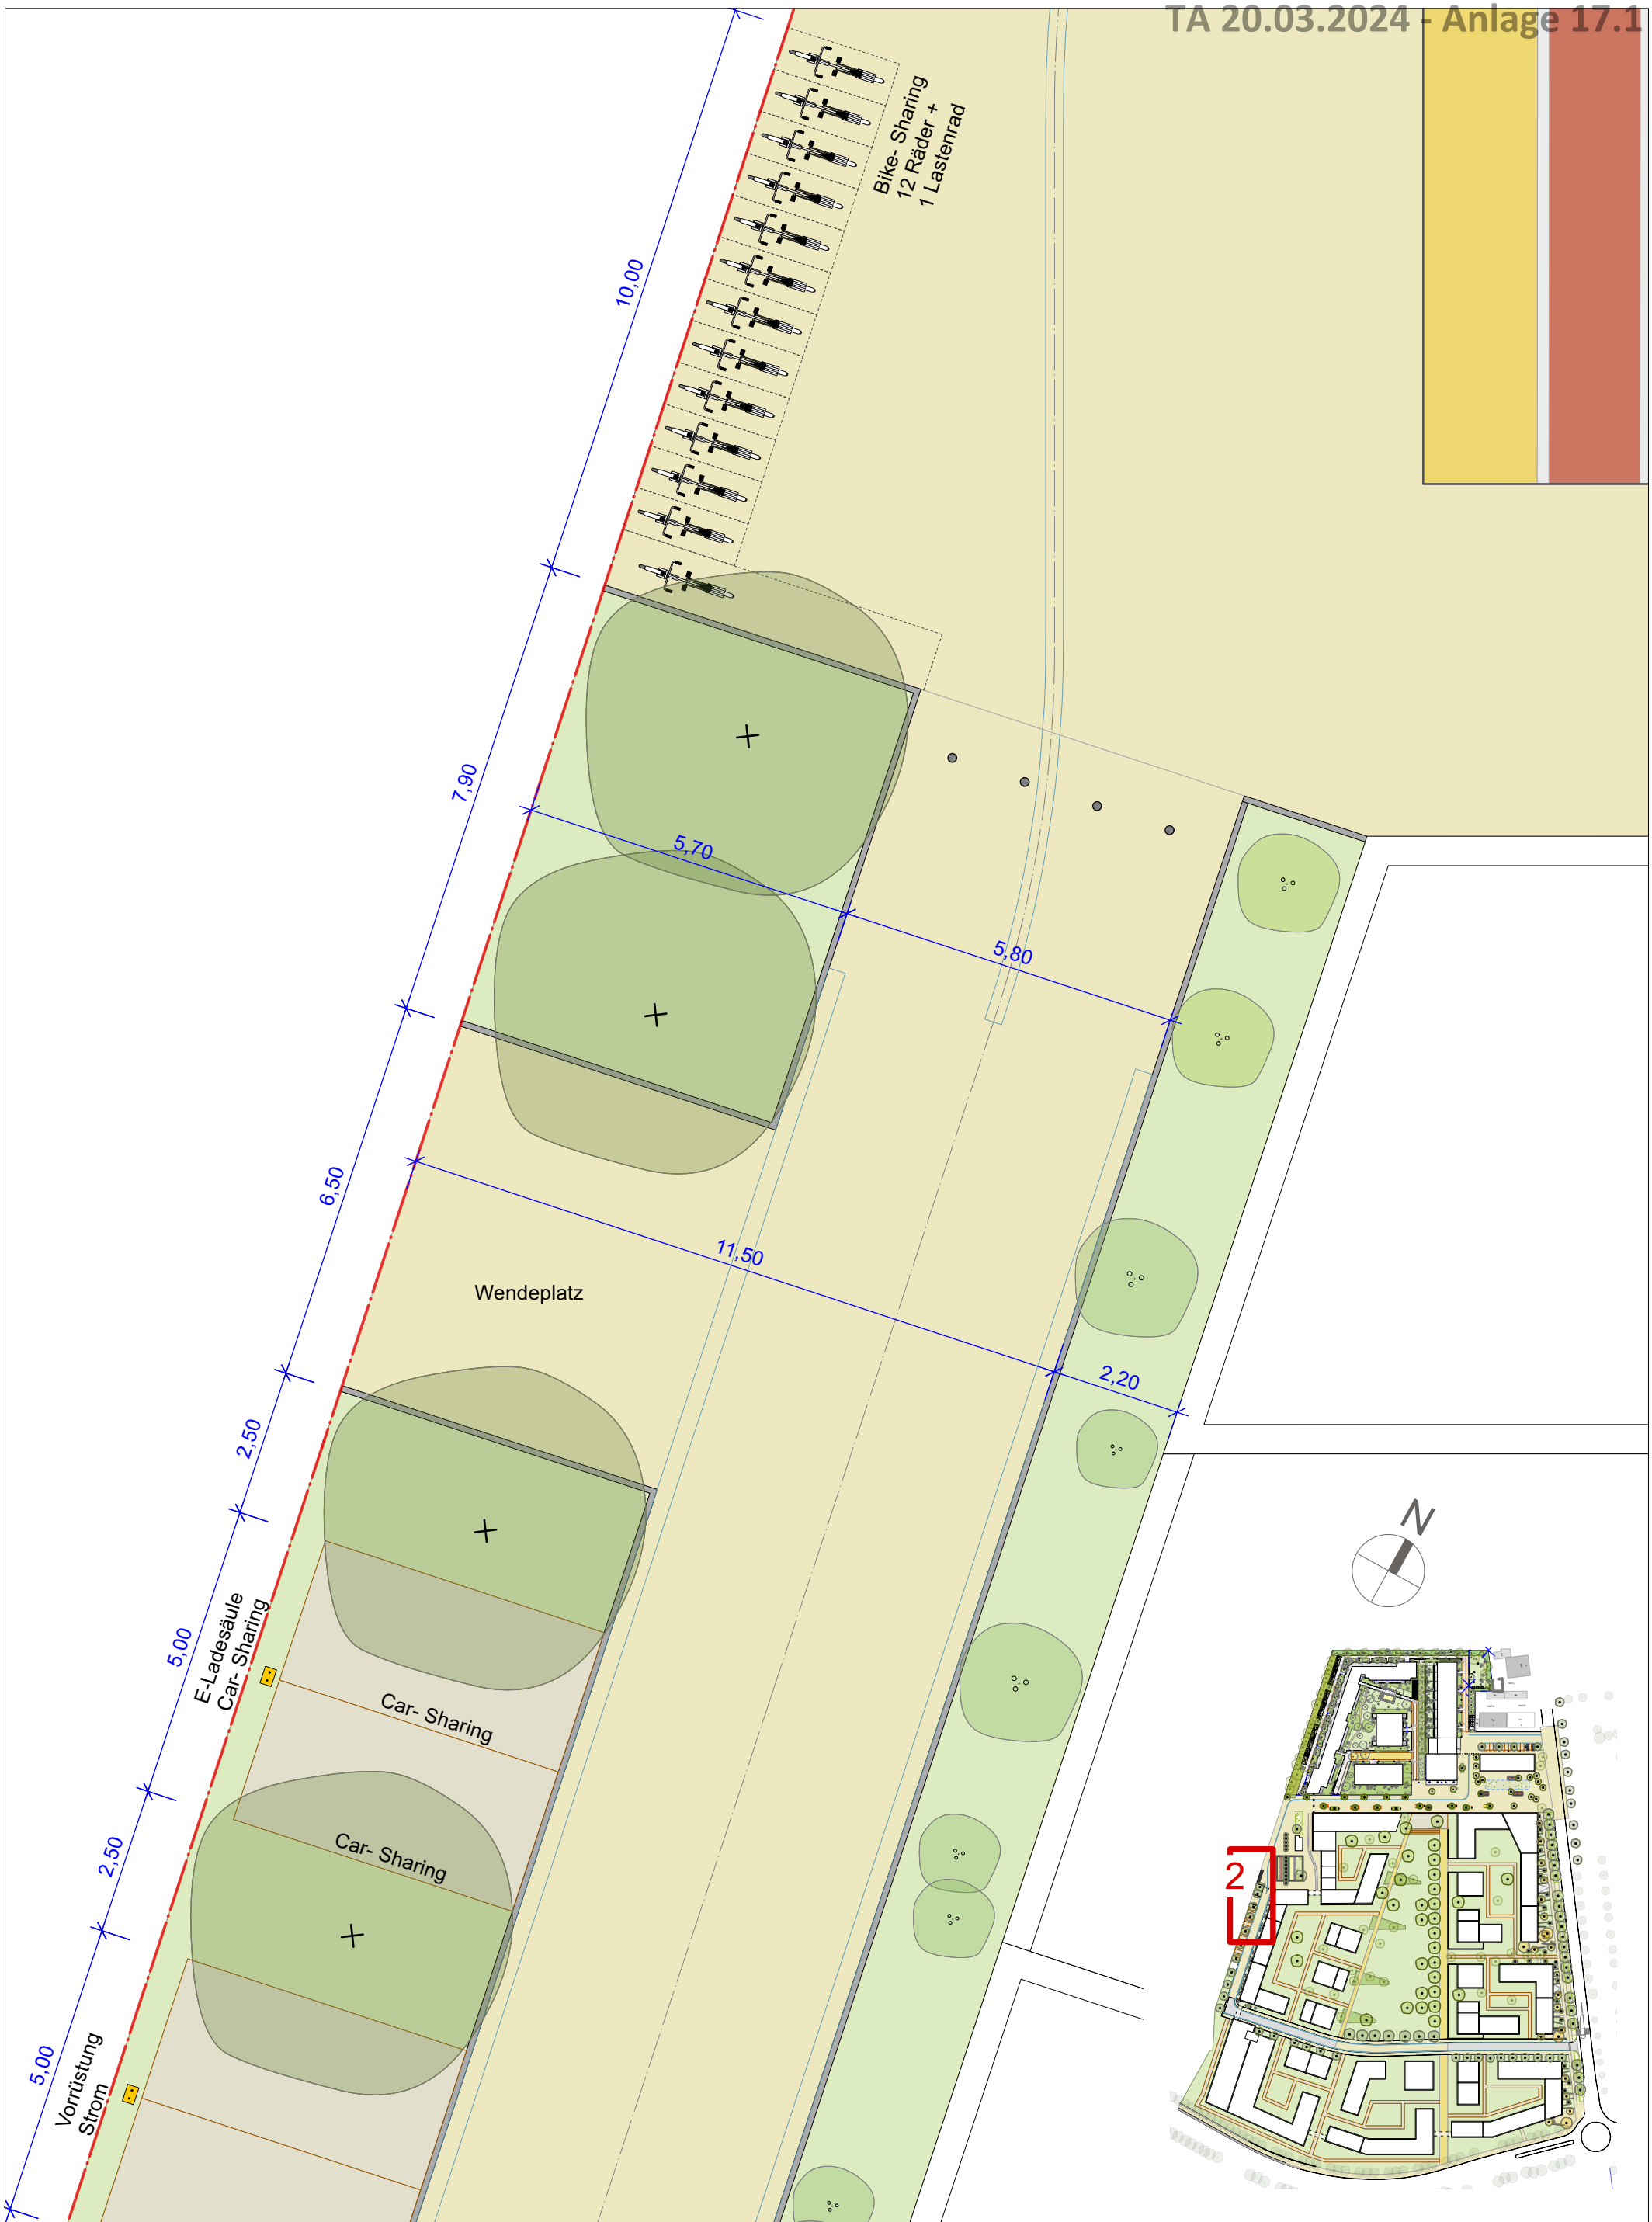 TA 20.03.2024 - Anlage 17.1
Bike- Sharing
12 Räder +
1 Lastenrad
10,00
7,90
5,70
5,80
6,50
11,50
Wendeplatz
2,20
2,50
N
E-Ladesäule
Car- Sharing
5,00
Car- Sharing
2,50
Car- Sharing
2
5,00
Vorrüstung
Strom